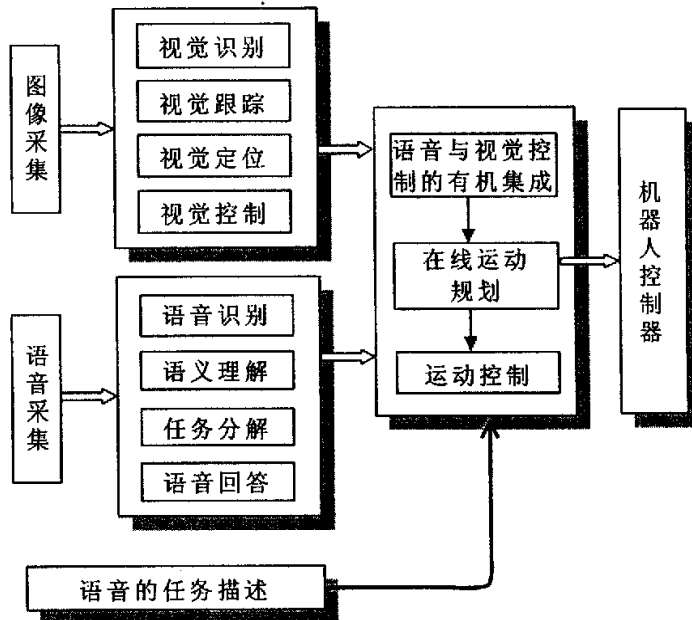 图像采集
视觉识别
视觉跟踪
视觉定位
视觉控制
语音采集
语音识别
语义理解
任务分解
语音回答
语音与视觉控
制的有机集成
在线运动
规划
运动控制
机器人控制器
语音的任务描述